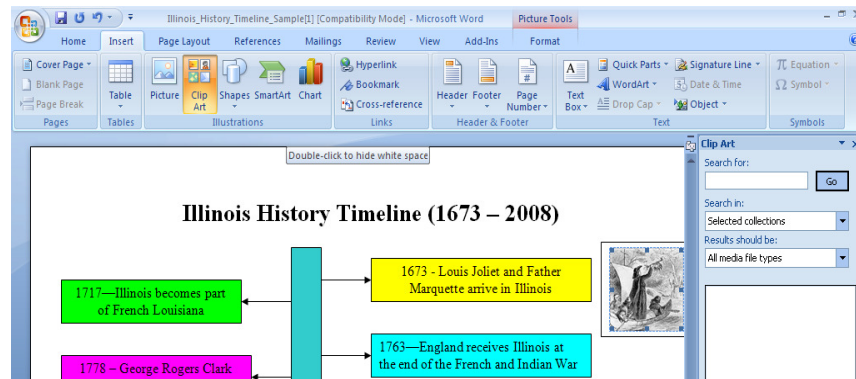 Illinois_History_Timeline_Sample[1] [Compatibility Mode] - Microsoft Word
Picture Tools
Home Insert Page Layout References Mailings Review View Add-Ins Format
Cover Page
Blank Page
Page Break
Pages
Table
Tables
Picture
Clip Art
Shapes
SmartArt
Chart
Illustrations
Hyperlink
Bookmark
Cross-reference
Links
Header
Footer
Page Number
Header & Footer
Text Box
Quick Parts
WordArt
Drop Cap
Signature Line
Date & Time
Object
Text
π Equation
Ω Symbol
Symbols
Double-click to hide white space
Illinois History Timeline (1673 – 2008)
1673 - Louis Joliet and Father
Marquette arrive in Illinois
1717—Illinois becomes part
of French Louisiana
1763—England receives Illinois at
the end of the French and Indian War
1778 – George Rogers Clark
Clip Art
Search for:
Go
Search in:
Selected collections
Results should be:
All media file types